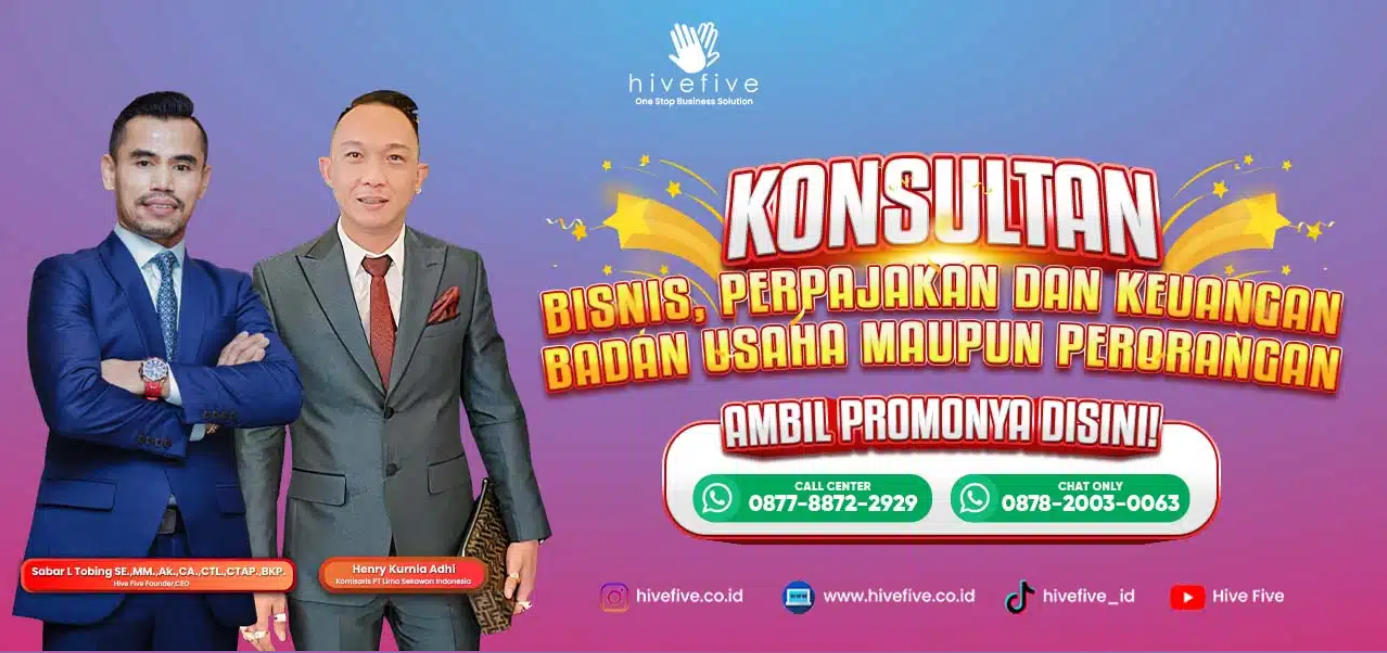 hivefive
One Stop Business Solution
KONSULTAN
BISNIS, PERPAJAKAN DAN KEUANGAN
BADAN USAHA MAUPUN PERORANGAN
AMBIL PROMONYA DISINI!
CALL CENTER
0877-8872-2929
CHAT ONLY
0878-2003-0063
Sabar L Tobing SE.,MM.,Ak.,CA.,CTL.,CTAP.,BKP.
Hive Five Founder,CEO
Henry Kurnia Adhi
Komisaris PT Lima Sekawan Indonesia
hivefive.co.id
www.hivefive.co.id
hivefive_id
Hive Five